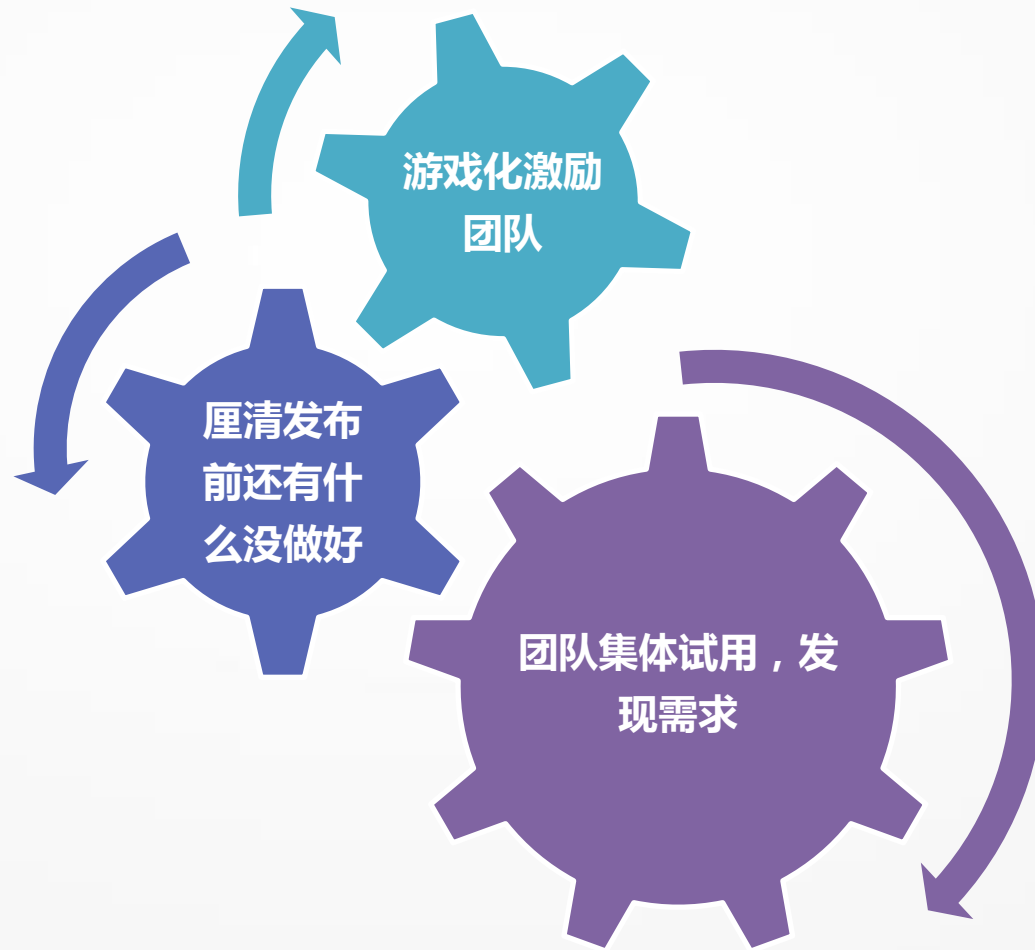 游戏化激励
团队
厘清发布
前还有什
么没做好
团队集体试用，发
现需求